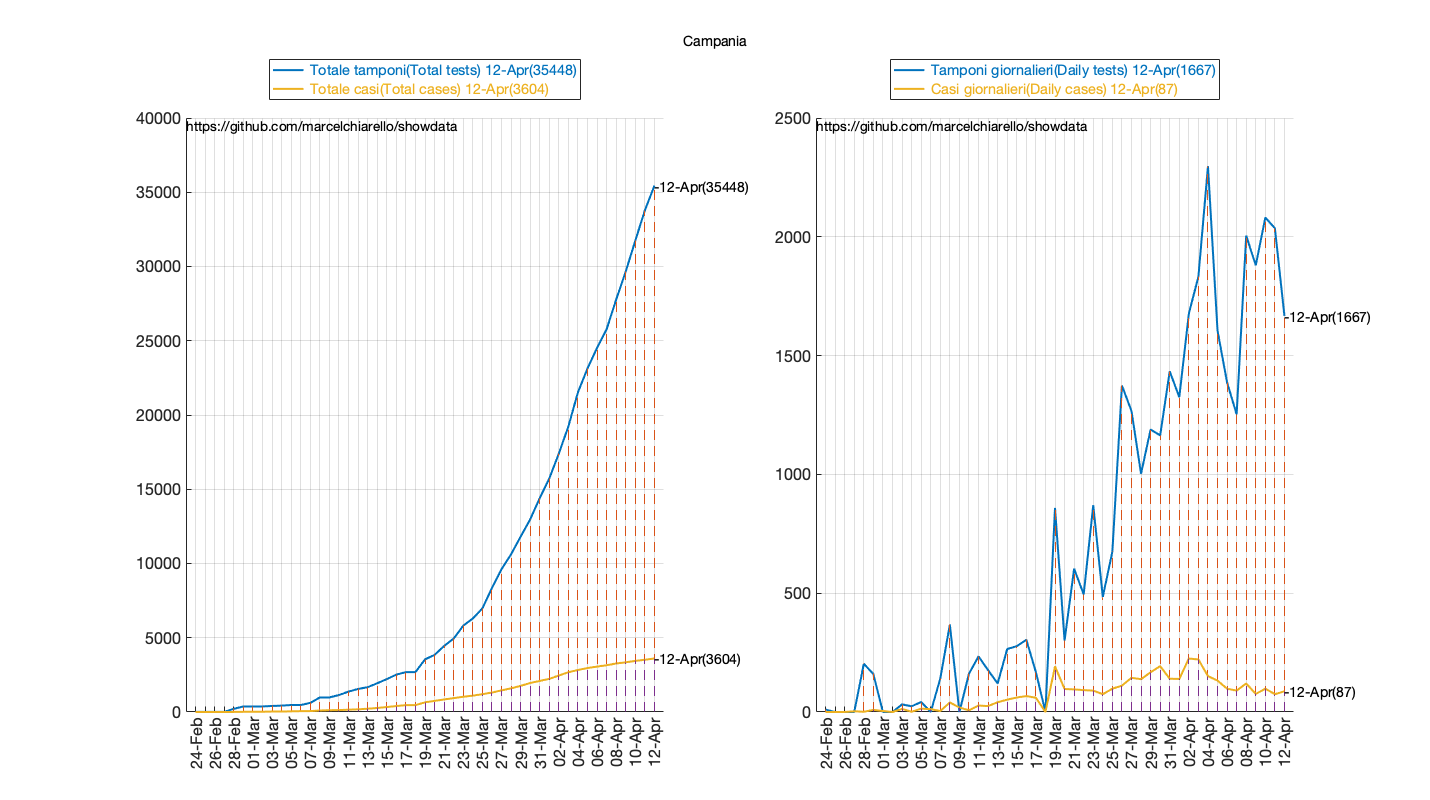 Campania
Totale tamponi(Total tests) 12-Apr(35448)
Totale casi(Total cases) 12-Apr(3604)
40000
35000
30000
25000
20000
15000
10000
5000
0
https://github.com/marcelchiarello/showdata
12-Apr(35448)
12-Apr(3604)
24-Feb
26-Feb
28-Feb
01-Mar
03-Mar
05-Mar
07-Mar
09-Mar
11-Mar
13-Mar
15-Mar
17-Mar
19-Mar
21-Mar
23-Mar
25-Mar
27-Mar
29-Mar
31-Mar
02-Apr
04-Apr
06-Apr
08-Apr
10-Apr
12-Apr
Tamponi giornalieri(Daily tests) 12-Apr(1667)
Casi giornalieri(Daily cases) 12-Apr(87)
2500
2000
1500
1000
500
0
https://github.com/marcelchiarello/showdata
12-Apr(1667)
12-Apr(87)
24-Feb
26-Feb
28-Feb
01-Mar
03-Mar
05-Mar
07-Mar
09-Mar
11-Mar
13-Mar
15-Mar
17-Mar
19-Mar
21-Mar
23-Mar
25-Mar
27-Mar
29-Mar
31-Mar
02-Apr
04-Apr
06-Apr
08-Apr
10-Apr
12-Apr